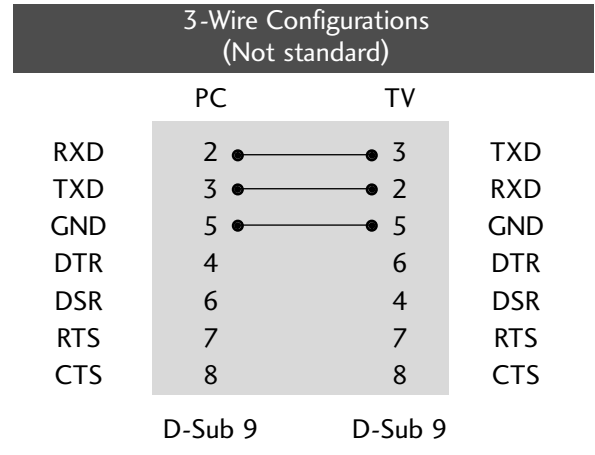 3-Wire Configurations
(Not standard)
PC TV
RXD 2 3 TXD
TXD 3 2 RXD
GND 5 5 GND
DTR 4 6 DTR
DSR 6 4 DSR
RTS 7 7 RTS
CTS 8 8 CTS
D-Sub 9 D-Sub 9